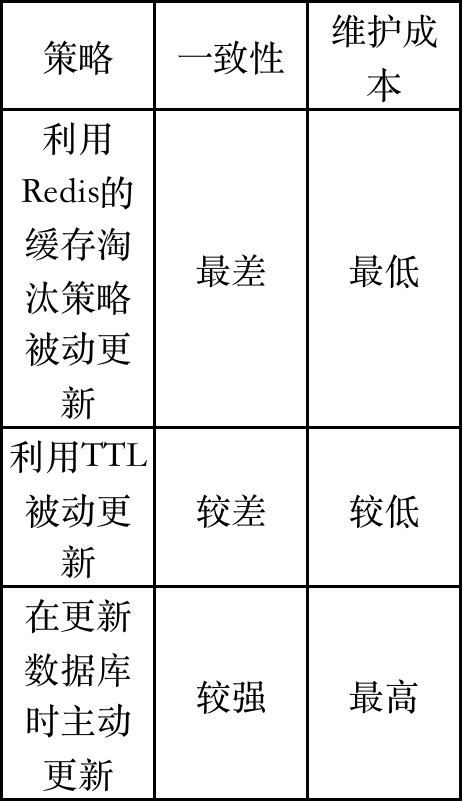 策略
一致性
维护成
本
利用
Redis的
缓存淘
汰策略
被动更
新
最差
最低
利用TTL
被动更
新
较差
较低
在更新
数据库
时主动
更新
较强
最高